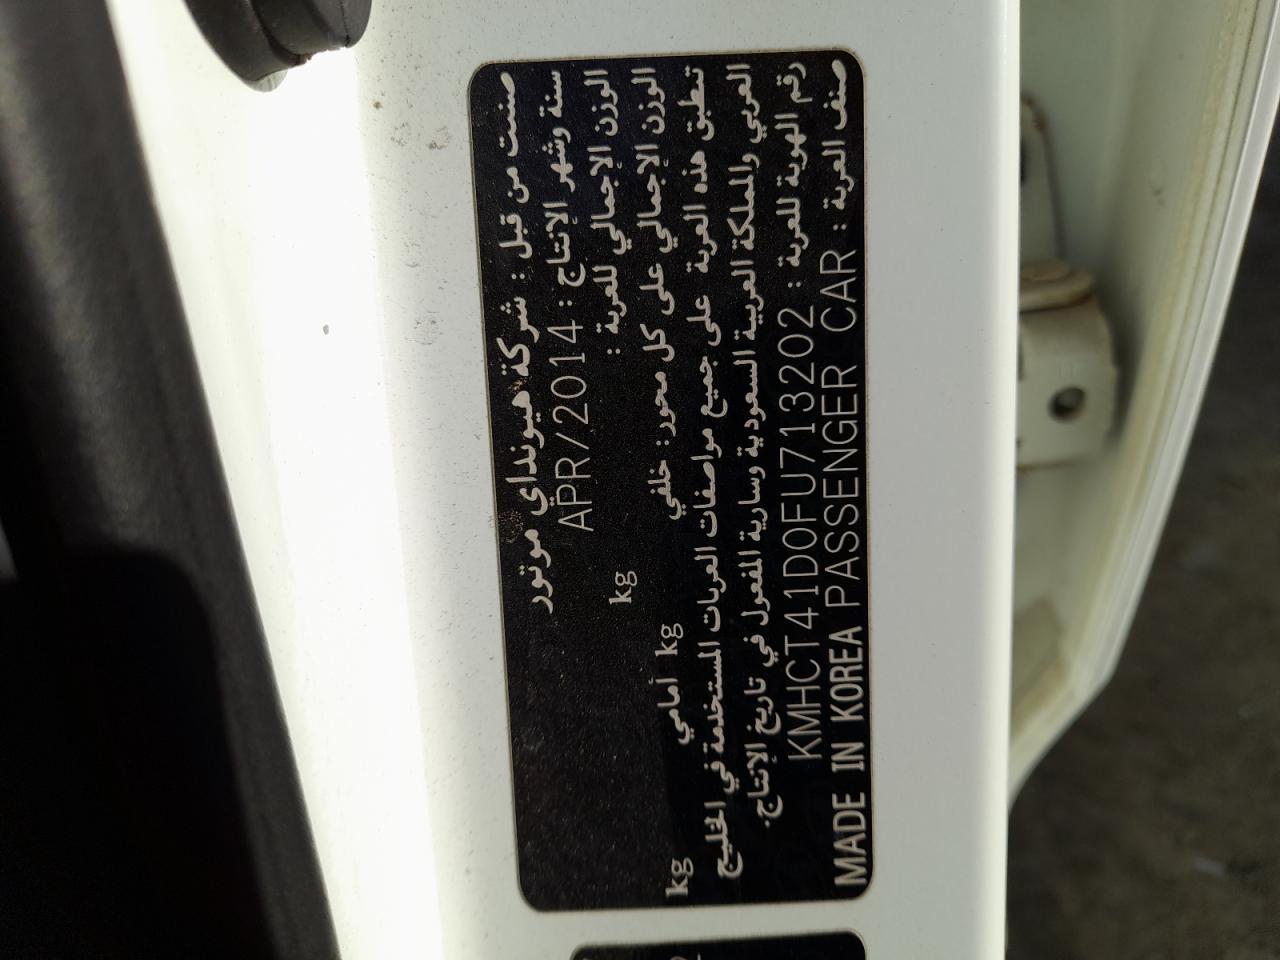 صنعت من قبل : شركة هيونداي موتور
سنة وشهر الإنتاج : APR/2014
الوزن الإجمالي للعربة : kg
الوزن الإجمالي على كل محور: خلفي kg أمامي kg
تنطبق هذه العربة على جميع مواصفات العربات المستخدمة في الخليج
العربي والمملكة العربية السعودية وسارية المفعول في تاريخ الإنتاج.
رقم الهوية للعربة : KMHCT41D0FU713202
صنف العربة : PASSENGER CAR MADE IN KOREA